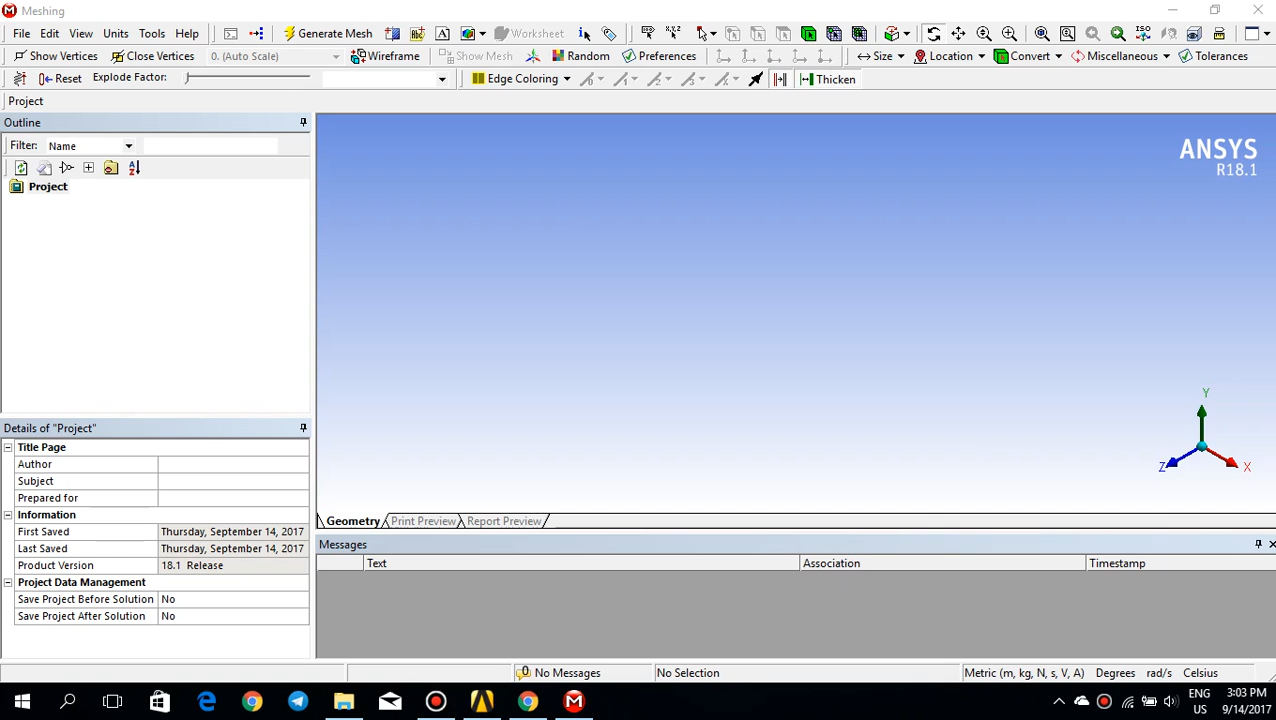 Meshing
File Edit View Units Tools Help Generate Mesh A Worksheet
Show Vertices Close Vertices 0. (Auto Scale) Wireframe Show Mesh Random Preferences Size Location Convert Miscellaneous Tolerances
Reset Explode Factor: Edge Coloring Thicken
Project
Outline
Filter: Name
Project
ANSYS
R18.1
Y
Z X
Details of "Project"
Title Page
Author
Subject
Prepared for
Information
First Saved Thursday, September 14, 2017
Last Saved Thursday, September 14, 2017
Product Version 18.1 Release
Project Data Management
Save Project Before Solution No
Save Project After Solution No
Geometry Print Preview Report Preview
Messages
Text Association Timestamp
0 No Messages No Selection Metric (m, kg, N, s, V, A) Degrees rad/s Celsius
ENG 3:03 PM
US 9/14/2017